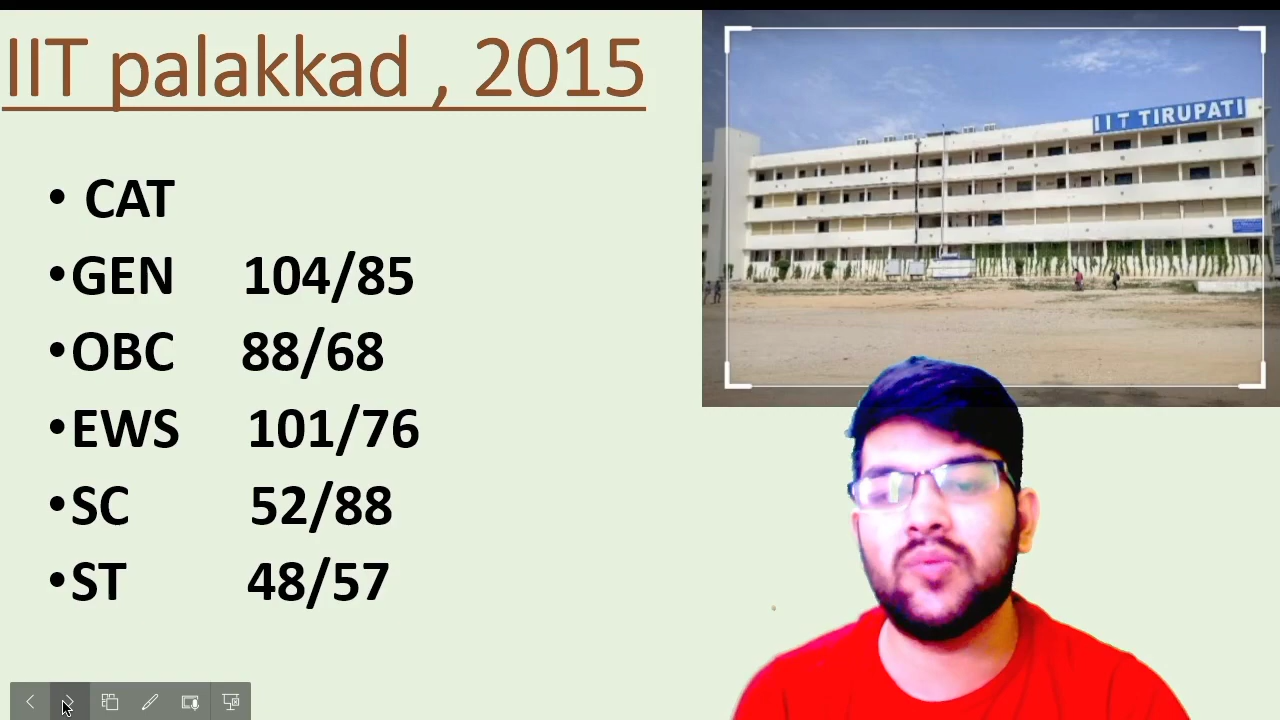 IIT palakkad , 2015
• CAT
•GEN 104/85
•OBC 88/68
•EWS 101/76
•SC 52/88
•ST 48/57
IIT TIRUPATI